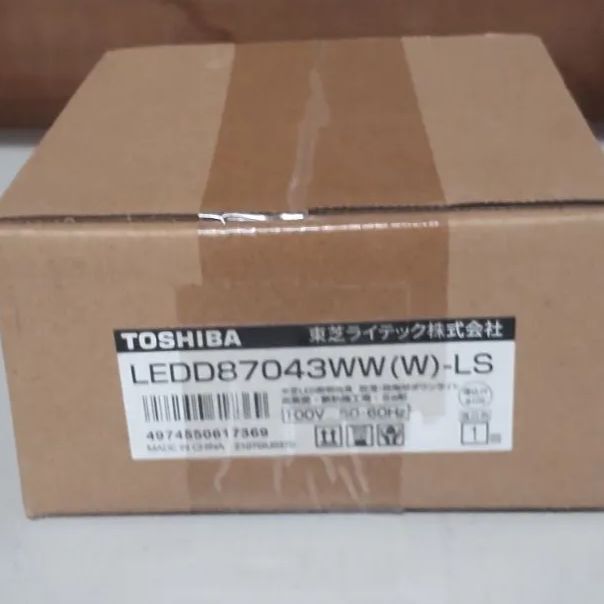 TOSHIBA 東芝ライテック株式会社
LEDD87043WW(W)-LS
100V 50-60Hz
4974550617369
MADE IN CHINA
1